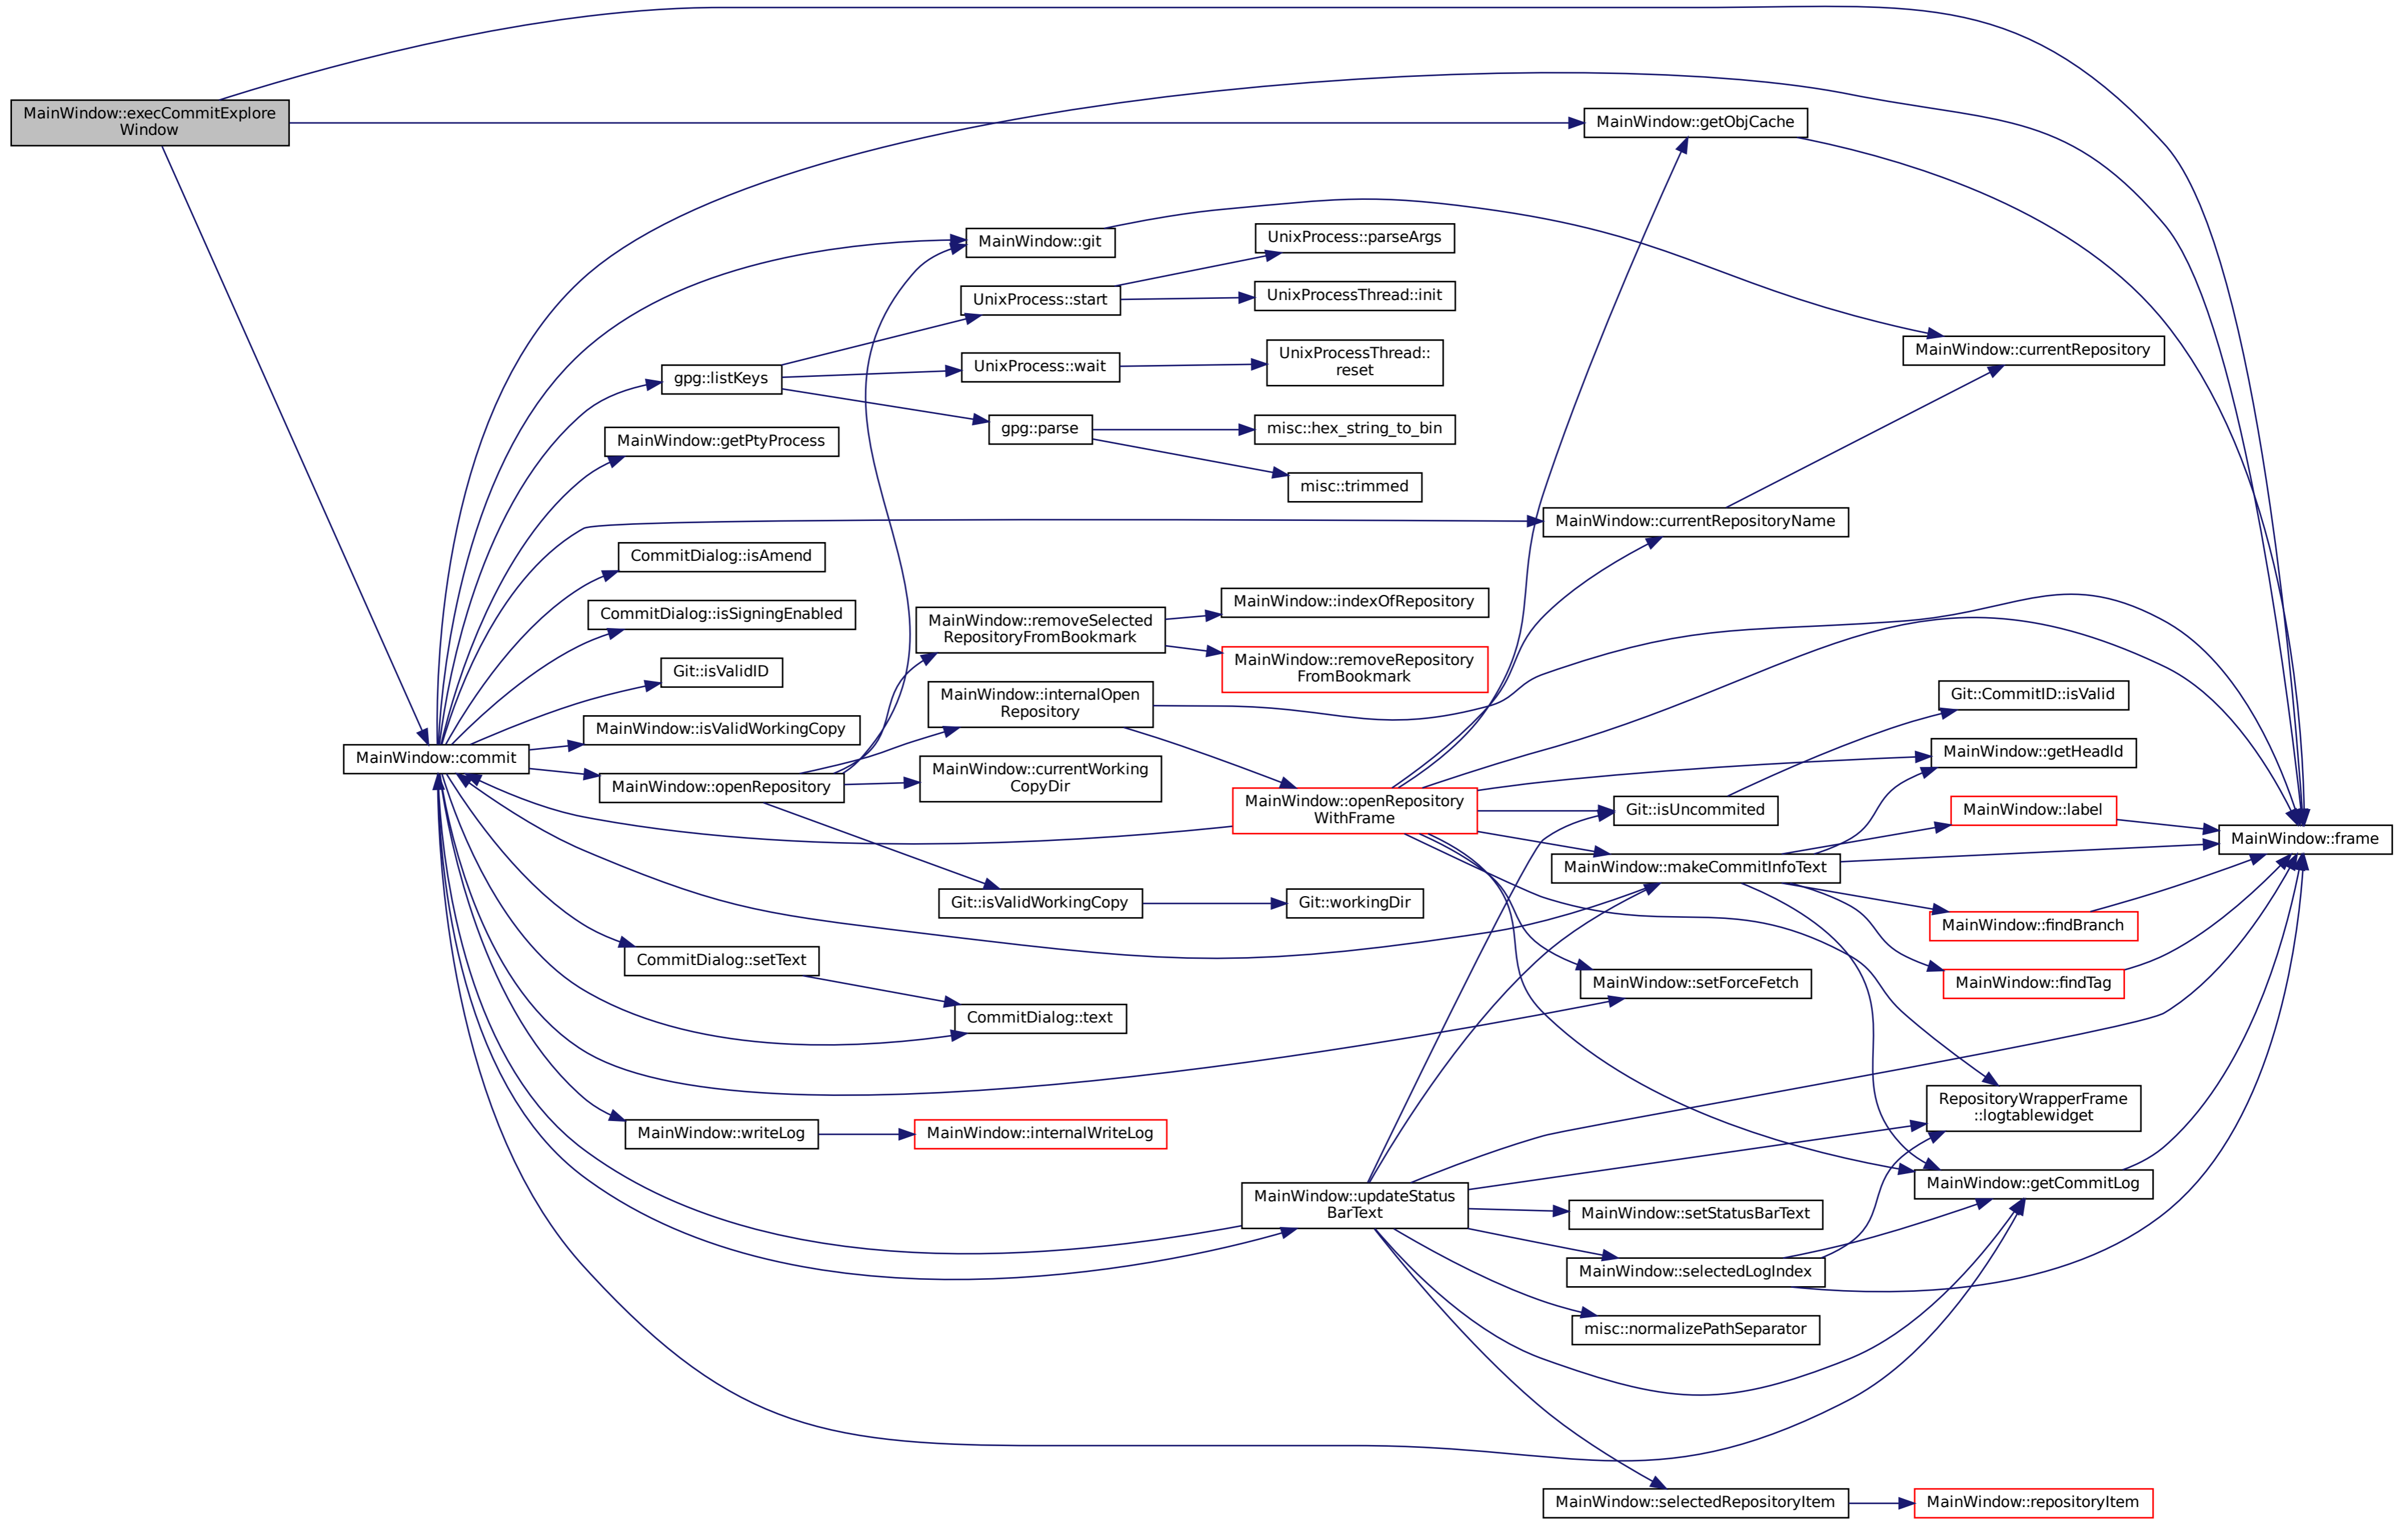 MainWindow::execCommitExplore
Window
MainWindow::getObjCache
MainWindow::git
UnixProcess::parseArgs
UnixProcess::start
UnixProcessThread::init
MainWindow::currentRepository
UnixProcess::wait
UnixProcessThread::
reset
gpg::listKeys
gpg::parse
misc::hex_string_to_bin
MainWindow::getPtyProcess
misc::trimmed
MainWindow::currentRepositoryName
CommitDialog::isAmend
CommitDialog::isSigningEnabled
MainWindow::removeSelected
RepositoryFromBookmark
MainWindow::indexOfRepository
MainWindow::removeRepository
FromBookmark
Git::isValidID
MainWindow::internalOpen
Repository
Git::CommitID::isValid
MainWindow::isValidWorkingCopy
MainWindow::commit
MainWindow::openRepository
MainWindow::currentWorking
CopyDir
MainWindow::getHeadId
MainWindow::openRepository
WithFrame
Git::isUncommited
MainWindow::label
MainWindow::frame
MainWindow::makeCommitInfoText
Git::isValidWorkingCopy
Git::workingDir
MainWindow::findBranch
CommitDialog::setText
MainWindow::setForceFetch
MainWindow::findTag
CommitDialog::text
RepositoryWrapperFrame
::logtablewidget
MainWindow::writeLog
MainWindow::internalWriteLog
MainWindow::getCommitLog
MainWindow::updateStatus
BarText
MainWindow::setStatusBarText
MainWindow::selectedLogIndex
misc::normalizePathSeparator
MainWindow::selectedRepositoryItem
MainWindow::repositoryItem